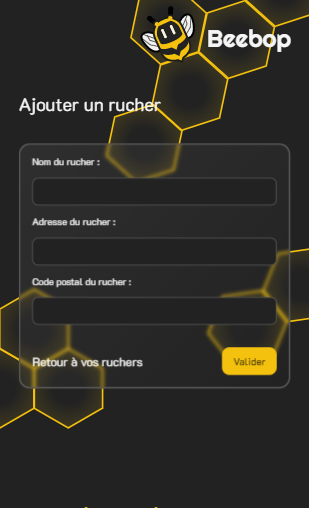 Beebop
Ajouter un rucher
Nom du rucher :
Adresse du rucher :
Code postal du rucher :
Retour à vos ruchers
Valider